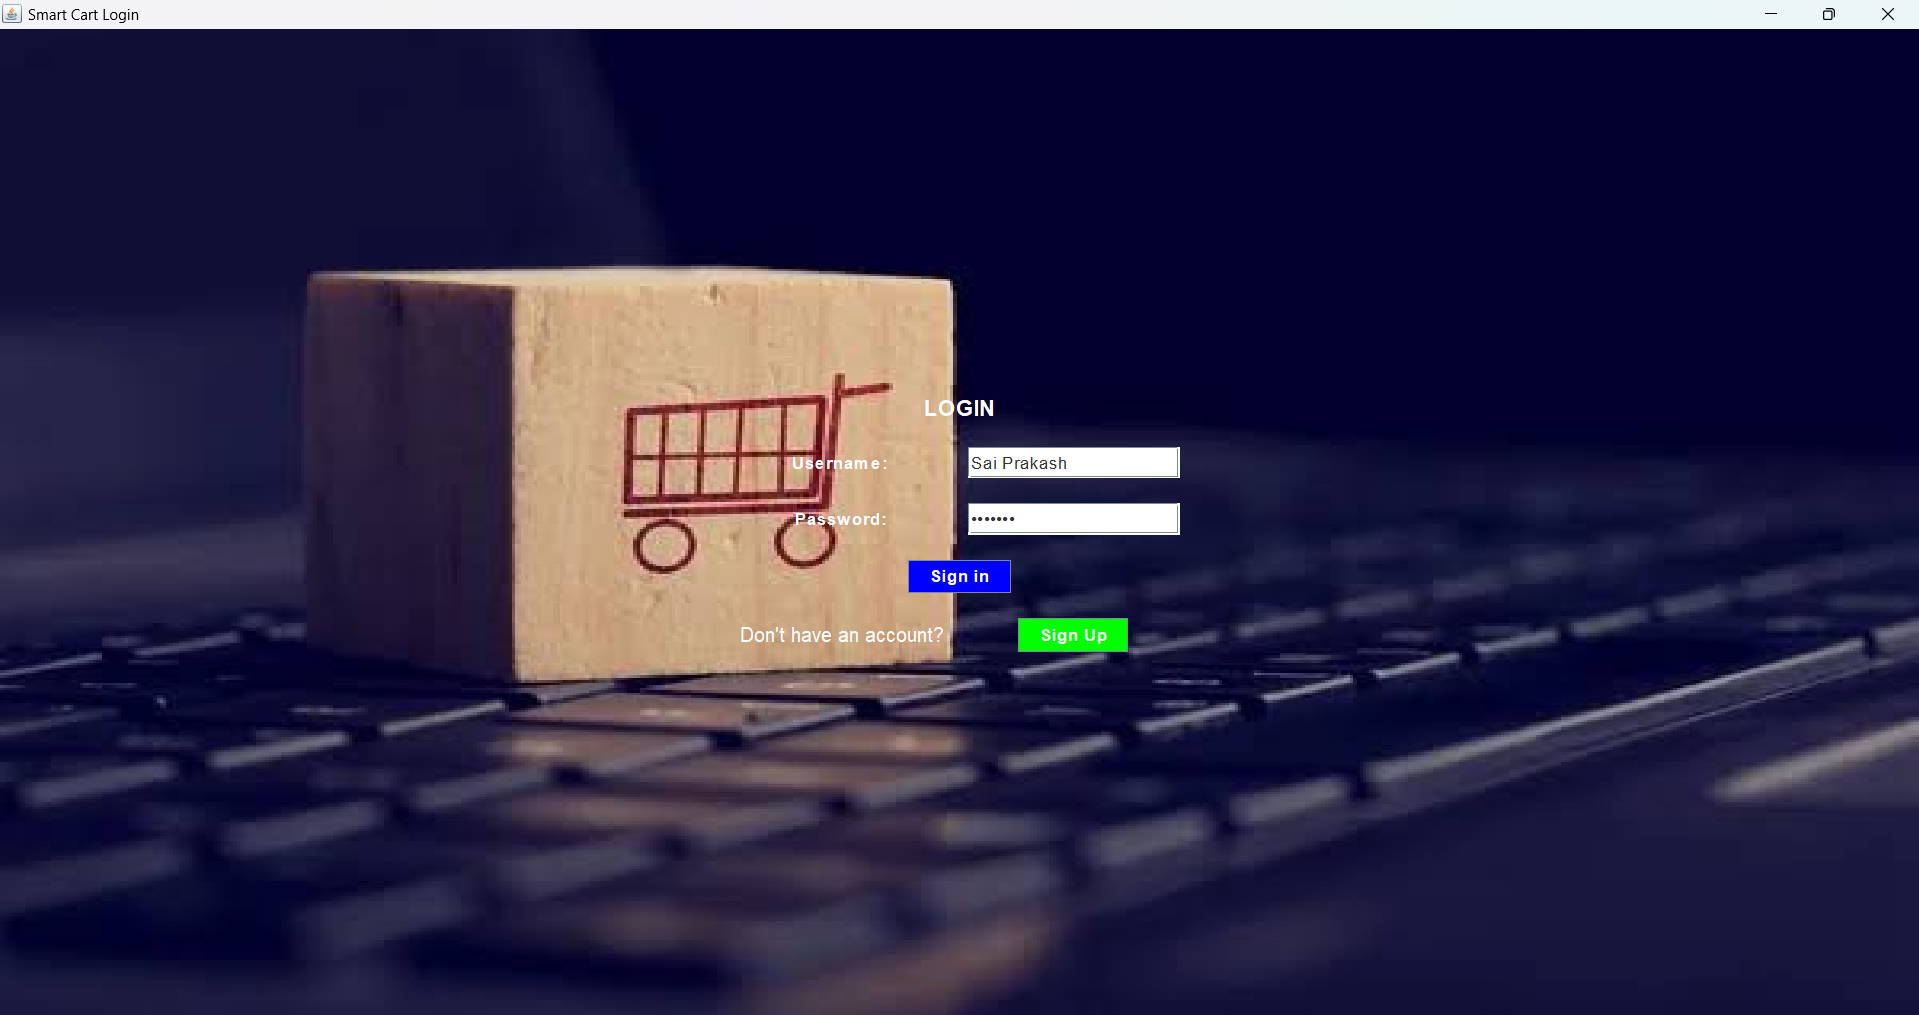 Smart Cart Login
LOGIN
Username: Sai Prakash
Password: •••••••
Sign in
Don't have an account? Sign Up